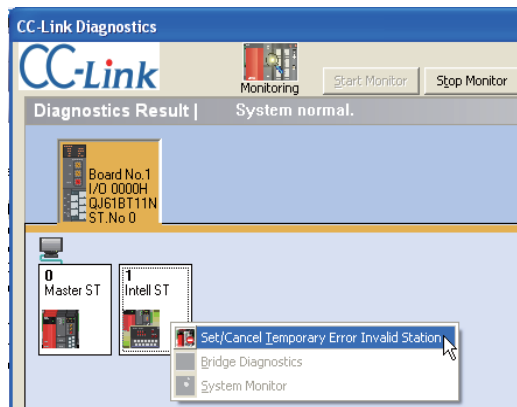 CC-Link Diagnostics
CC-Link
Monitoring
Start Monitor
Stop Monitor
Diagnostics Result |
System normal.
Board No.1
I/O 0000H
QJ61BT11N
ST.No 0
0
Master ST
1
Intell ST
Set/Cancel Temporary Error Invalid Station
Bridge Diagnostics
System Monitor